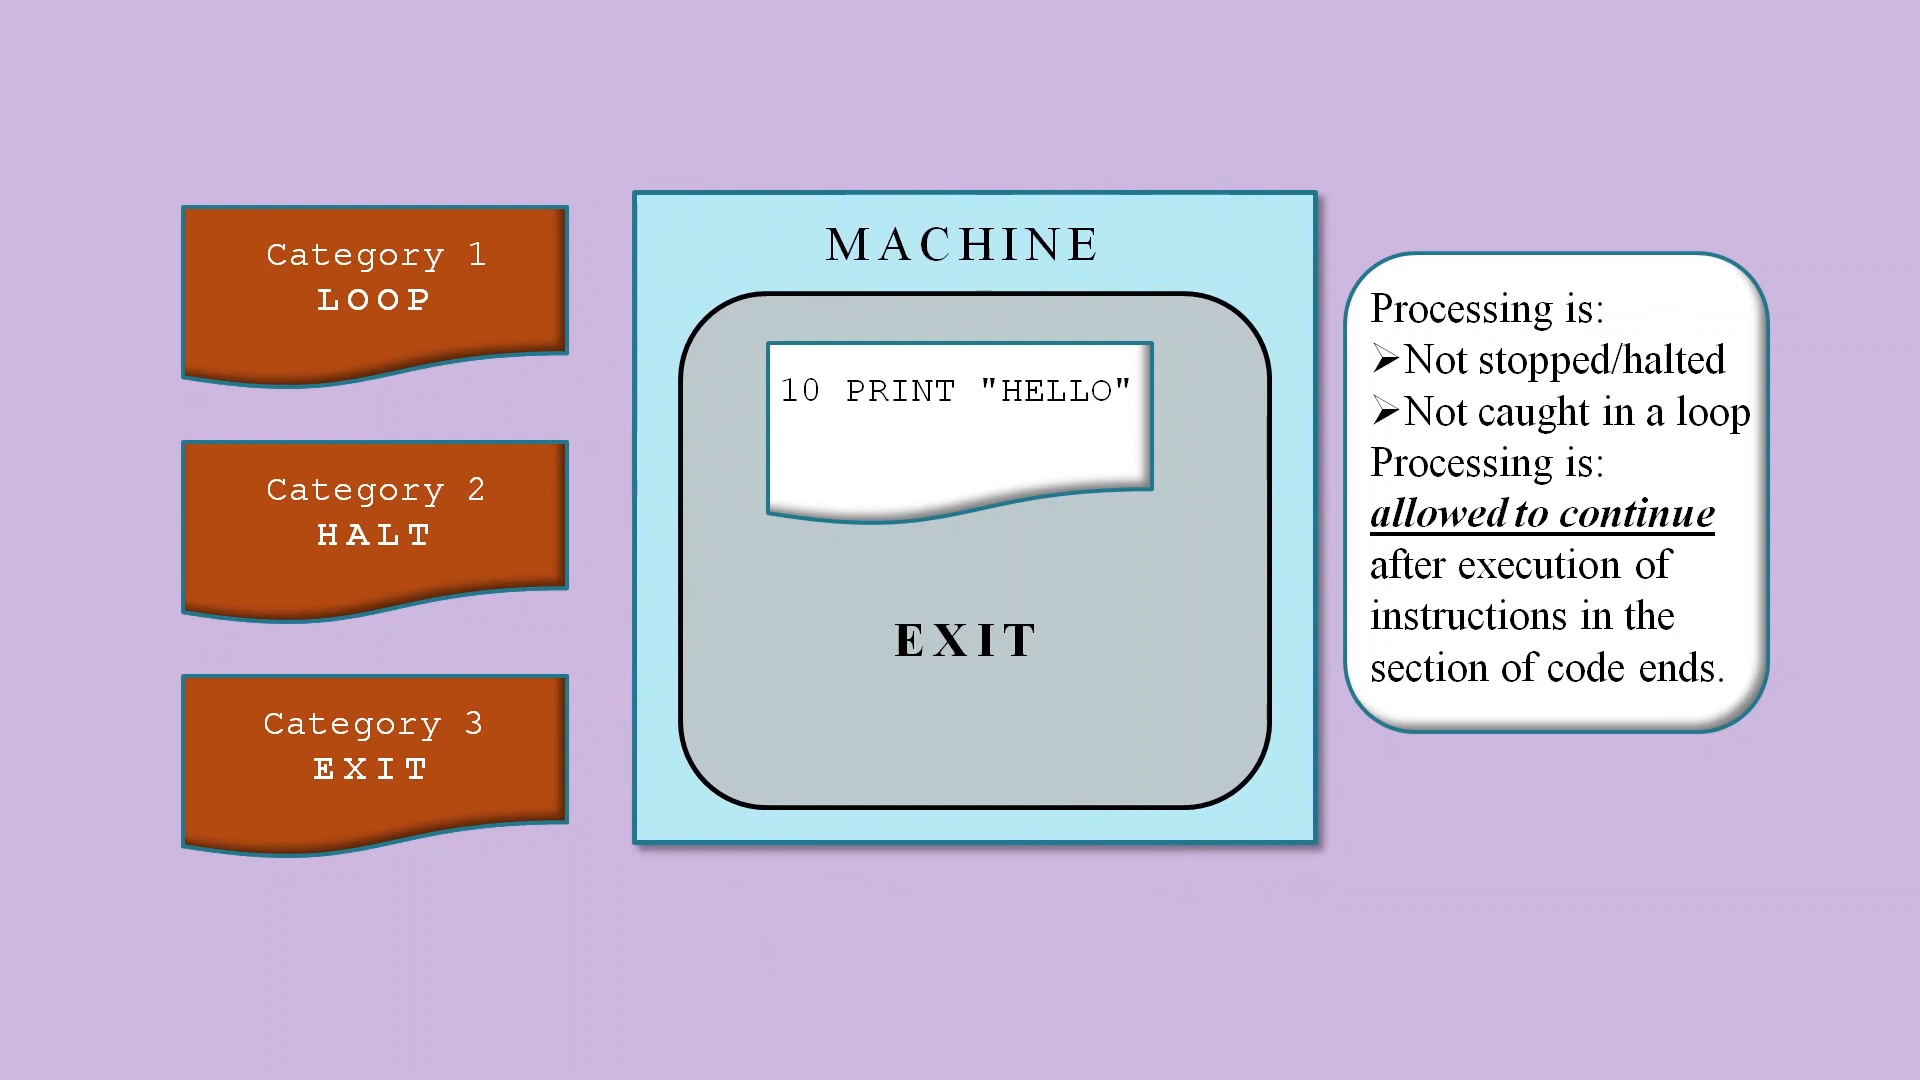 Category 1
LOOP
Category 2
HALT
Category 3
EXIT
MACHINE
10 PRINT "HELLO"
EXIT
Processing is:
➢Not stopped/halted
➢Not caught in a loop
Processing is:
allowed to continue
after execution of
instructions in the
section of code ends.